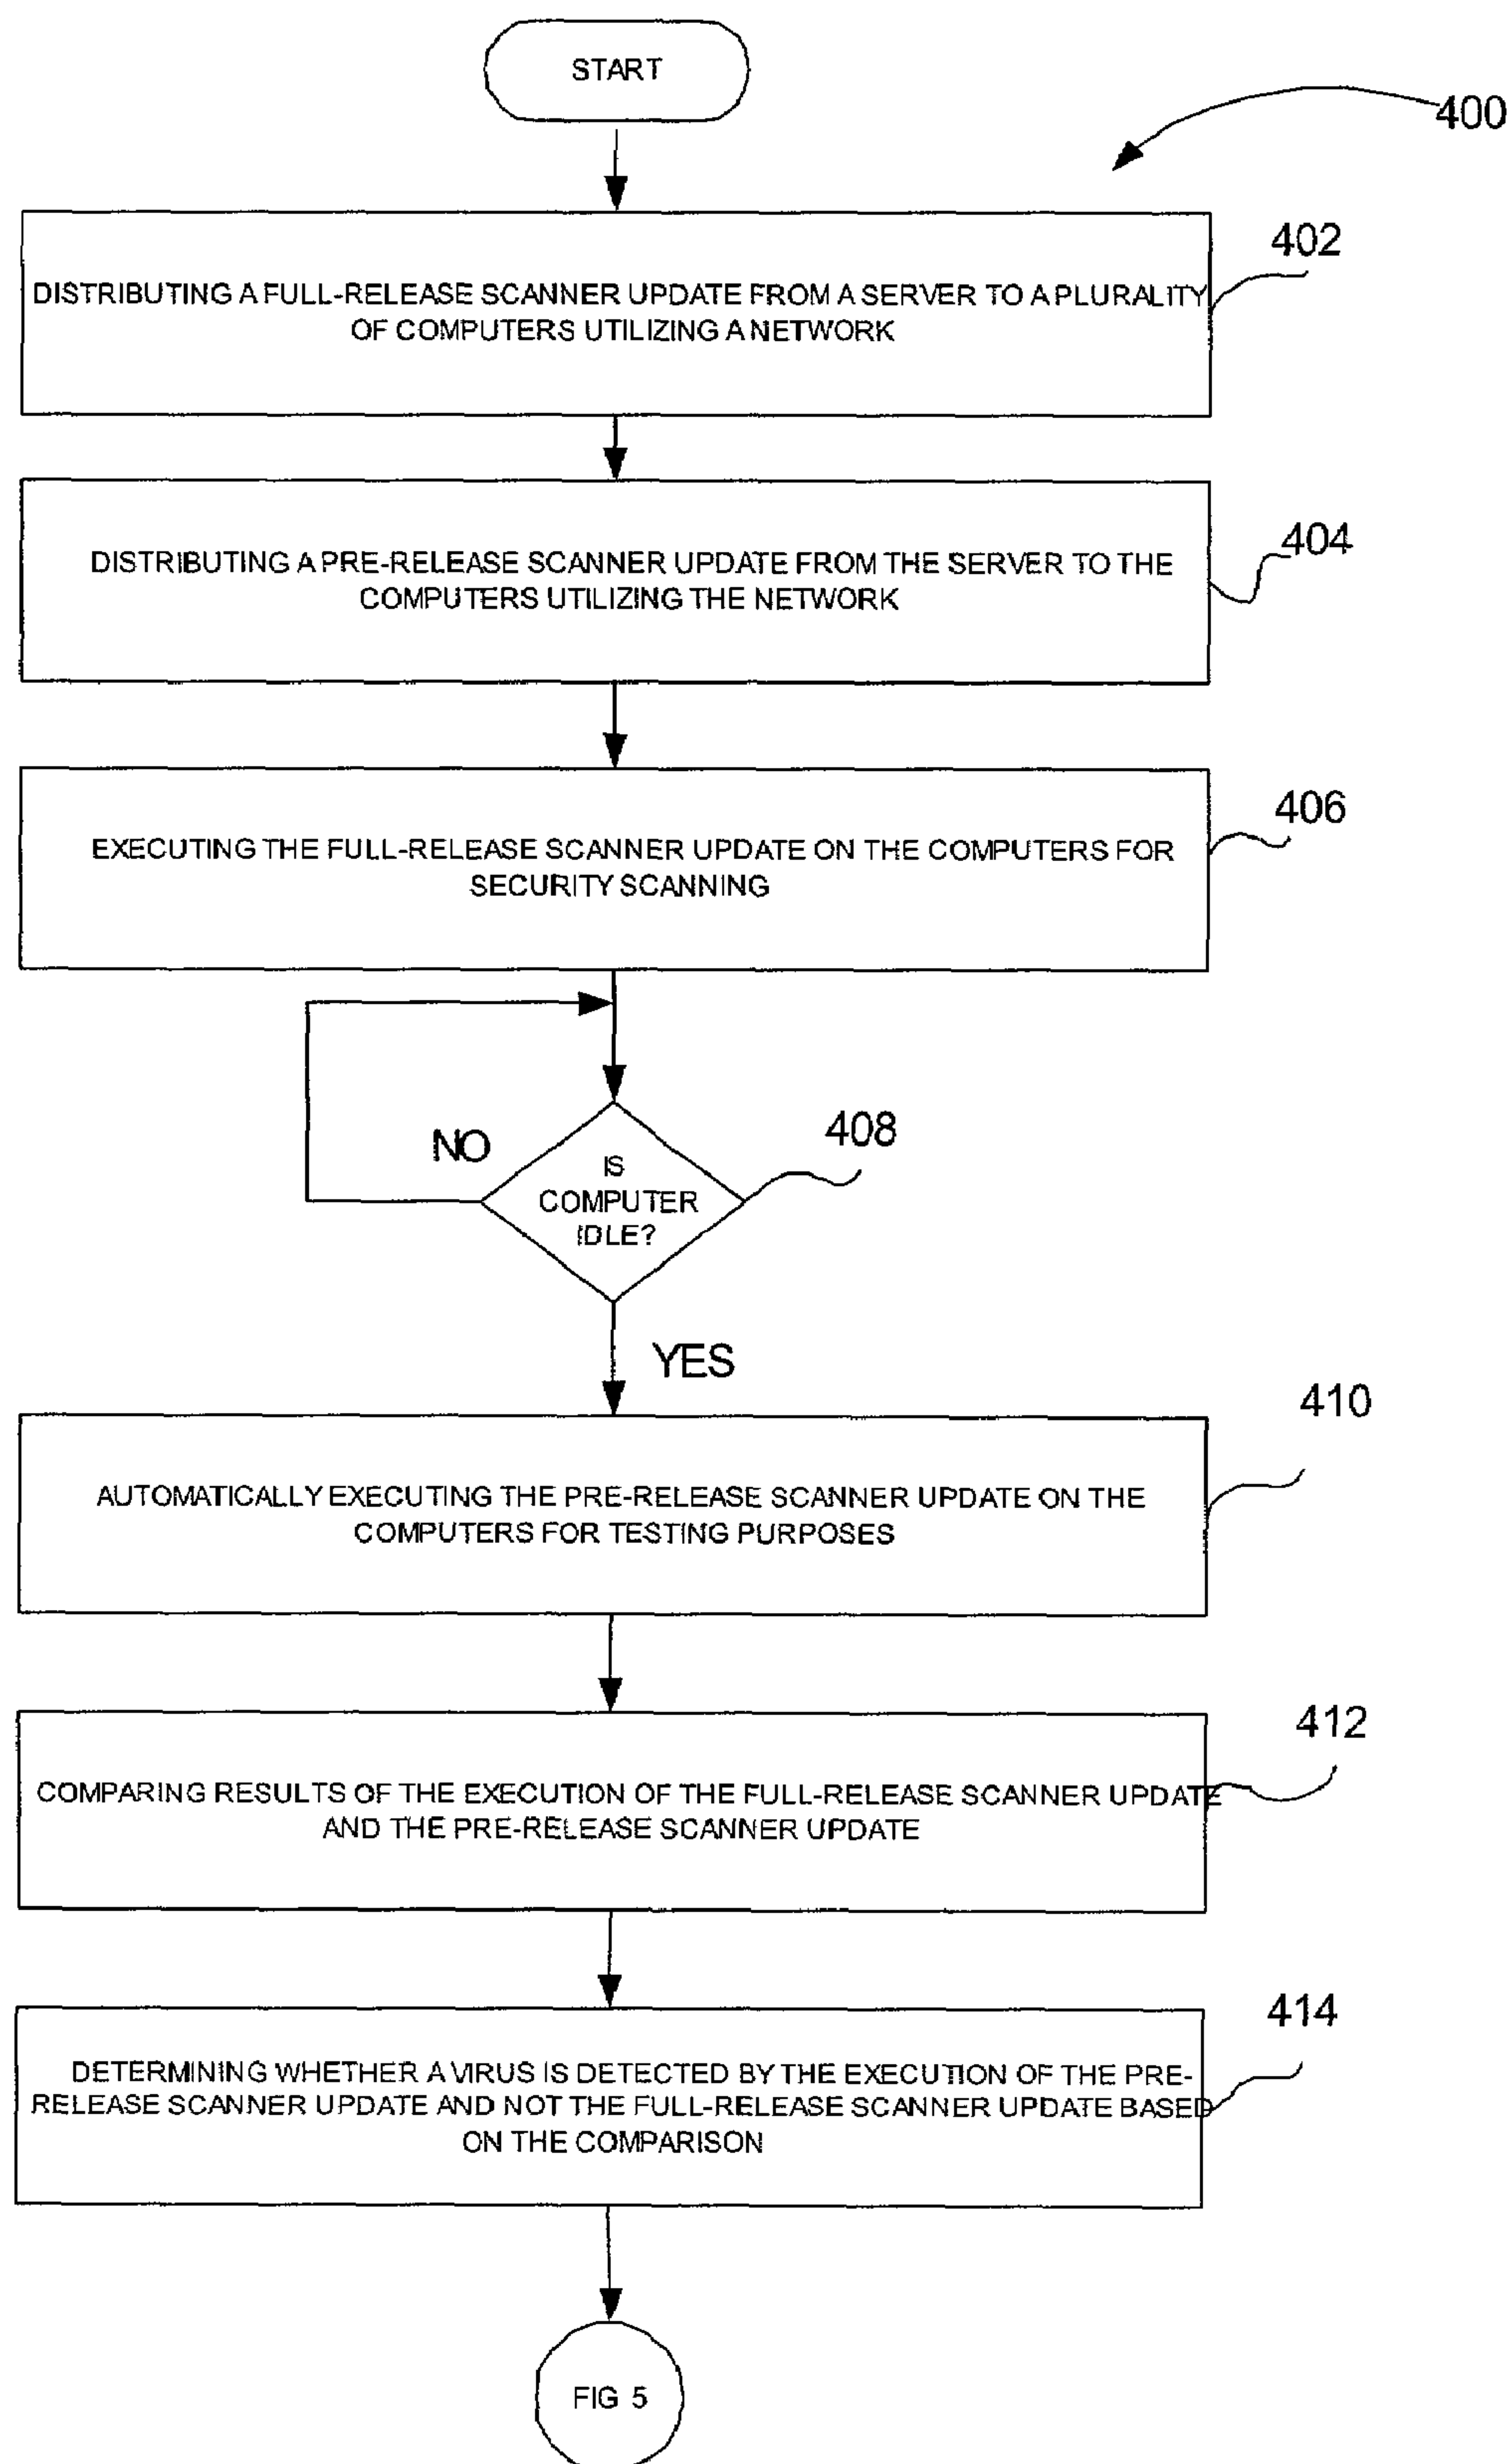 START
400
402
DISTRIBUTING A FULL-RELEASE SCANNER UPDATE FROM A SERVER TO A PLURALITY
OF COMPUTERS UTILIZING A NETWORK
404
DISTRIBUTING A PRE-RELEASE SCANNER UPDATE FROM THE SERVER TO THE
COMPUTERS UTILIZING THE NETWORK
406
EXECUTING THE FULL-RELEASE SCANNER UPDATE ON THE COMPUTERS FOR
SECURITY SCANNING
408
NO
IS
COMPUTER
IDLE?
YES
410
AUTOMATICALLY EXECUTING THE PRE-RELEASE SCANNER UPDATE ON THE
COMPUTERS FOR TESTING PURPOSES
412
COMPARING RESULTS OF THE EXECUTION OF THE FULL-RELEASE SCANNER UPDATE
AND THE PRE-RELEASE SCANNER UPDATE
414
DETERMINING WHETHER A VIRUS IS DETECTED BY THE EXECUTION OF THE PRE-
RELEASE SCANNER UPDATE AND NOT THE FULL-RELEASE SCANNER UPDATE BASED
ON THE COMPARISON
FIG 5